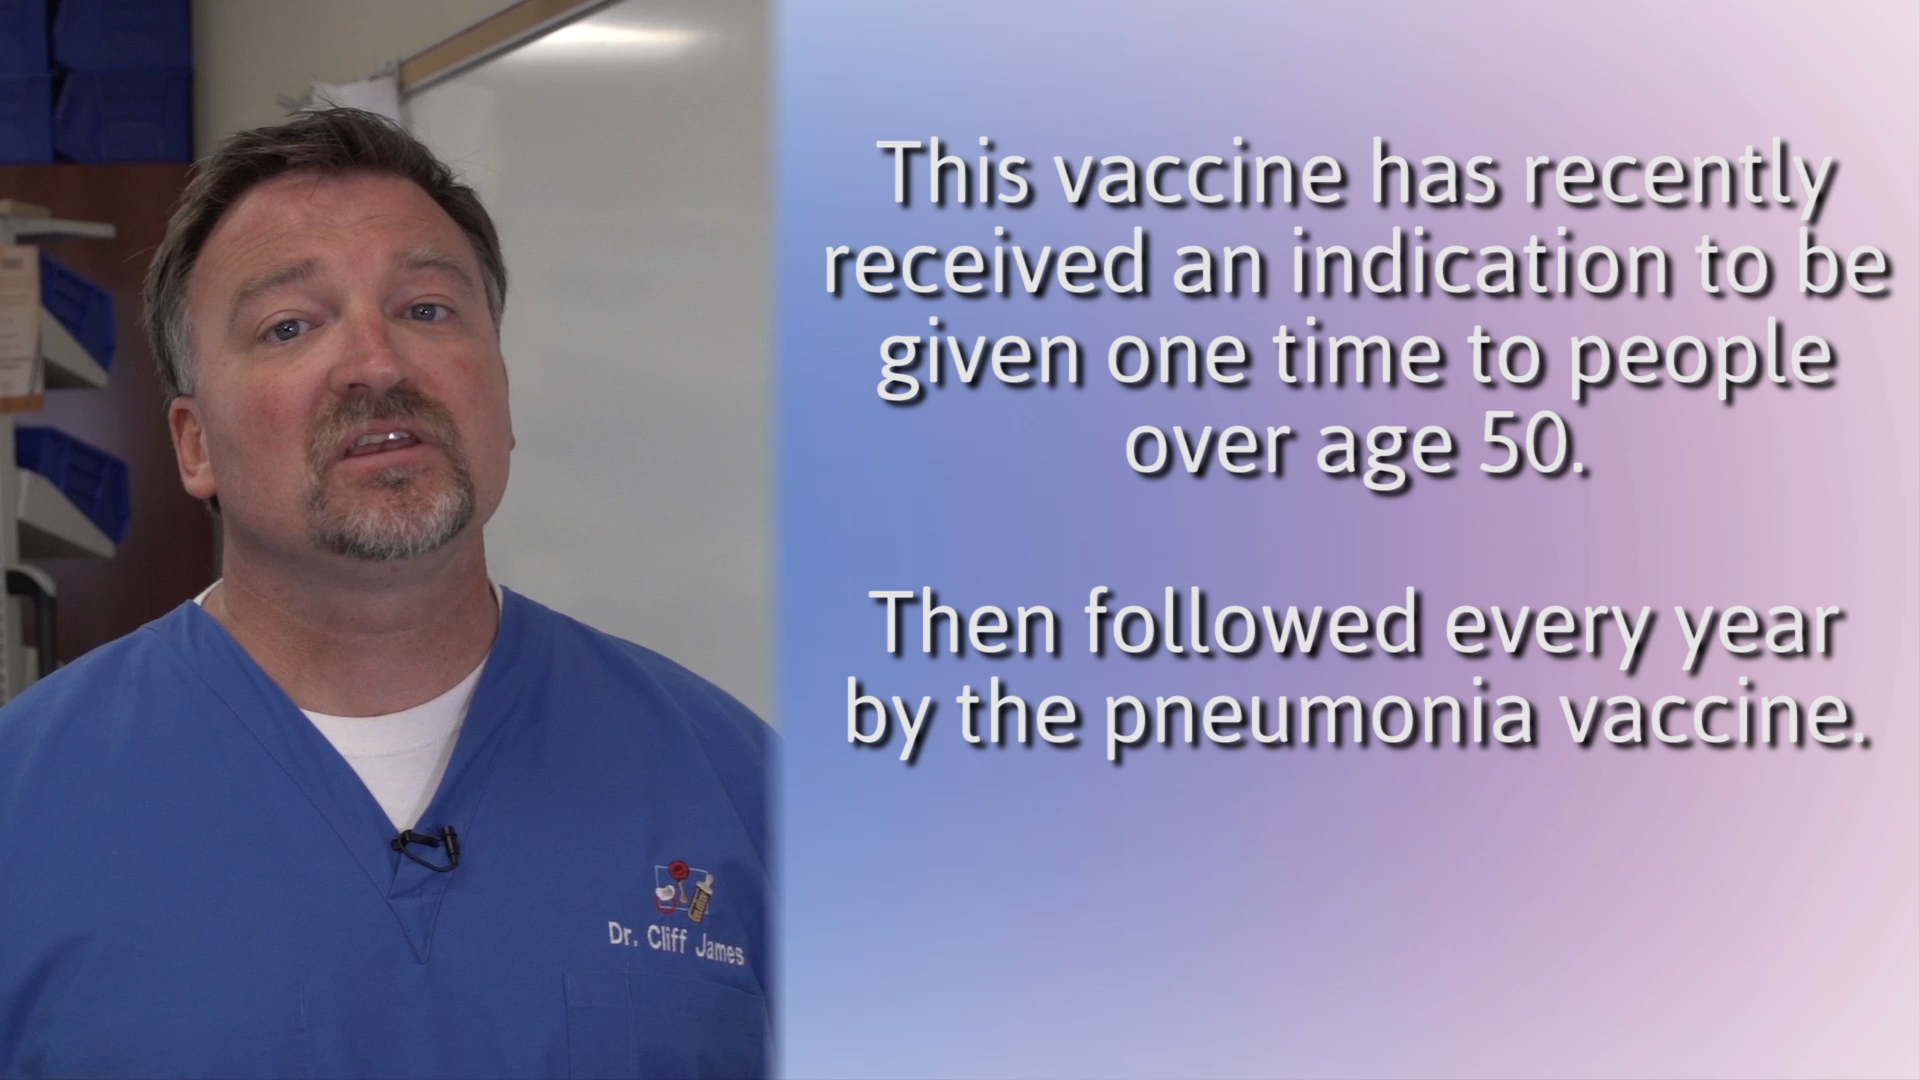 This vaccine has recently
received an indication to be
given one time to people
over age 50.
Then followed every year
by the pneumonia vaccine.
Dr. Cliff James